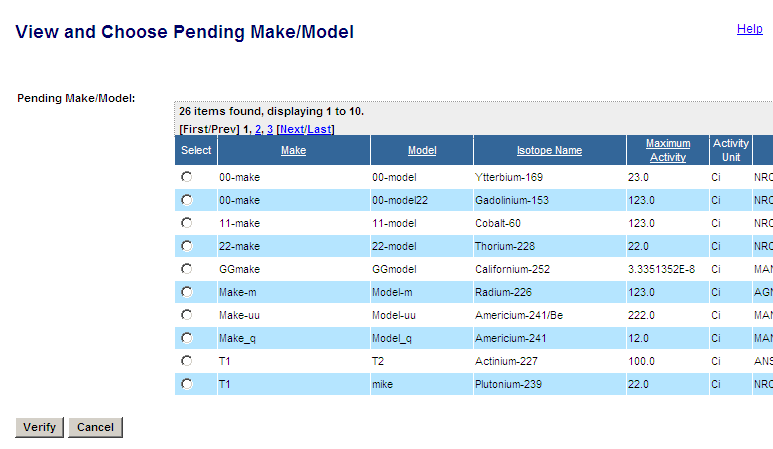 View and Choose Pending Make/Model
Help
Pending Make/Model:
26 items found, displaying 1 to 10.
[First/Prev] 1, 2, 3 [Next/Last]
Select Make Model Isotope Name Maximum Activity Activity Unit
00-make 00-model Ytterbium-169 23.0 Ci NRC
00-make 00-model22 Gadolinium-153 123.0 Ci NRC
11-make 11-model Cobalt-60 123.0 Ci NRC
22-make 22-model Thorium-228 22.0 Ci NRC
GGmake GGmodel Californium-252 3.3351352E-8 Ci MAN
Make-m Model-m Radium-226 123.0 Ci AGN
Make-uu Model-uu Americium-241/Be 222.0 Ci MAN
Make_q Model_q Americium-241 12.0 Ci MAN
T1 T2 Actinium-227 100.0 Ci ANS
T1 mike Plutonium-239 22.0 Ci NRC
Verify Cancel